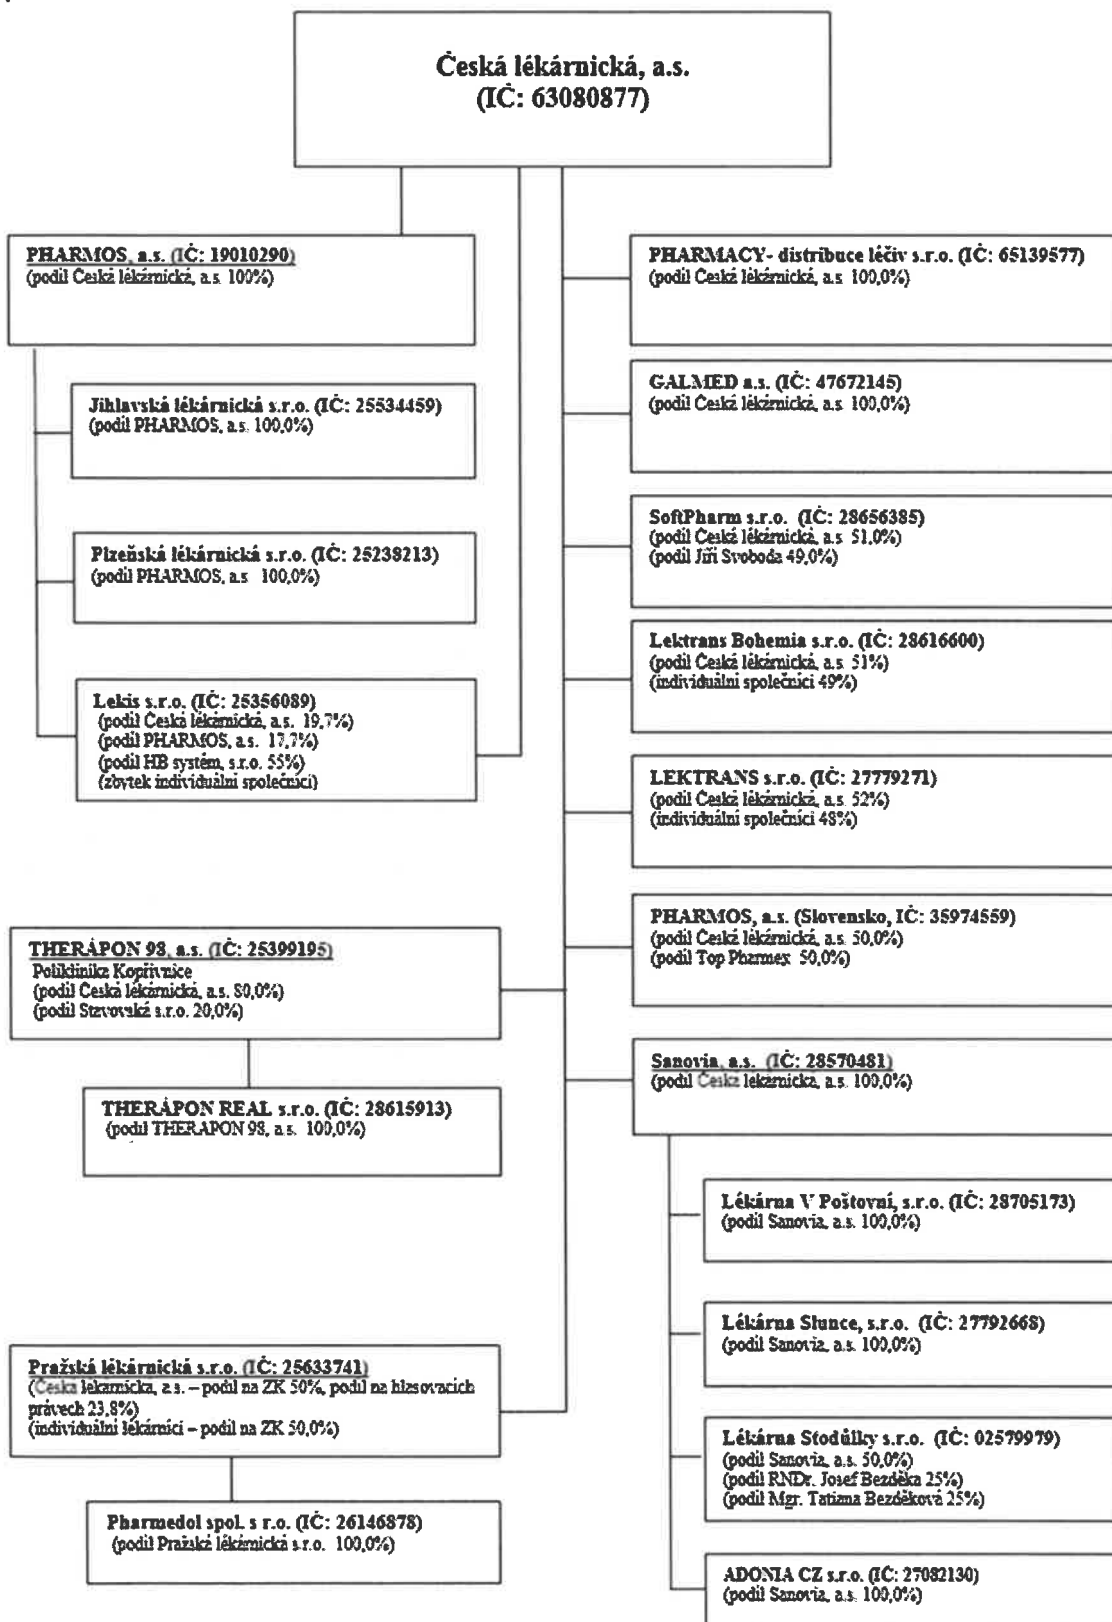 Česká lékárnická, a.s.
(IČ: 63080877)
PHARMOS, a.s. (IČ: 19010290)
(podíl Česká lékárnická, a.s. 100%)
Jihlavská lékárnická s.r.o. (IČ: 25534459)
(podíl PHARMOS, a.s. 100,0%)
Plzeňská lékárnická s.r.o. (IČ: 25238213)
(podíl PHARMOS, a.s. 100,0%)
Lekis s.r.o. (IČ: 25356089)
(podíl Česká lékárnická, a.s. 19,7%)
(podíl PHARMOS, a.s. 17,7%)
(podíl HB systém, s.r.o. 55%)
(zbytek individuální společníci)
THERÁPON 98, a.s. (IČ: 25399195)
Poliklinika Kopřivnice
(podíl Česká lékárnická, a.s. 80,0%)
(podíl Stavovská s.r.o. 20,0%)
THERÁPON REAL s.r.o. (IČ: 28615913)
(podíl THERAPON 98, a.s. 100,0%)
Pražská lékárnická s.r.o. (IČ: 25633741)
(Česká lékárnická, a.s. – podíl na ZK 50%, podíl na hlasovacích
právech 23,8%)
(individuální lékárníci – podíl na ZK 50,0%)
Pharmedol spol. s r.o. (IČ: 26146878)
(podíl Pražská lékárnická s.r.o. 100,0%)
PHARMACY- distribuce léčiv s.r.o. (IČ: 65139577)
(podíl Česká lékárnická, a.s. 100,0%)
GALMED a.s. (IČ: 47672145)
(podíl Česká lékárnická, a.s. 100,0%)
SoftPharm s.r.o. (IČ: 28656385)
(podíl Česká lékárnická, a.s. 51,0%)
(podíl Jiří Svoboda 49,0%)
Lektrans Bohemia s.r.o. (IČ: 28616600)
(podíl Česká lékárnická, a.s. 51%)
(individuální společníci 49%)
LEKTRANS s.r.o. (IČ: 27779271)
(podíl Česká lékárnická, a.s. 52%)
(individuální společníci 48%)
PHARMOS, a.s. (Slovensko, IČ: 35974559)
(podíl Česká lékárnická, a.s. 50,0%)
(podíl Top Pharmex 50,0%)
Sanovia, a.s. (IČ: 28570481)
(podíl Česká lékárnická, a.s. 100,0%)
Lékárna V Poštovní, s.r.o. (IČ: 28705173)
(podíl Sanovia, a.s. 100,0%)
Lékárna Slunce, s.r.o. (IČ: 27792668)
(podíl Sanovia, a.s. 100,0%)
Lékárna Stodůlky s.r.o. (IČ: 02579979)
(podíl Sanovia, a.s. 50,0%)
(podíl RNDr. Josef Bezděka 25%)
(podíl Mgr. Tatiana Bezděková 25%)
ADONIA CZ s.r.o. (IČ: 27082130)
(podíl Sanovia, a.s. 100,0%)